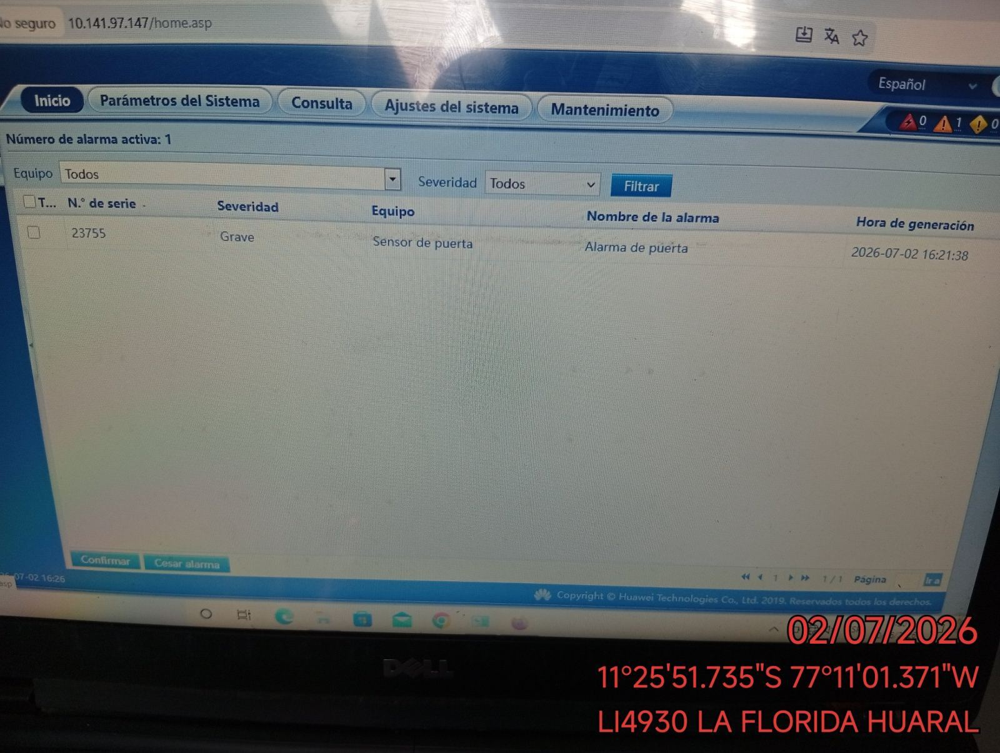 No seguro 10.141.97.147/home.asp
Español
Inicio Parámetros del Sistema Consulta Ajustes del sistema Mantenimiento
0 1 0
Número de alarma activa: 1
Equipo Todos Severidad Todos Filtrar
T... N.° de serie Severidad Equipo Nombre de la alarma Hora de generación
23755 Grave Sensor de puerta Alarma de puerta 2026-07-02 16:21:38
Confirmar Cesar alarma
1 1 / 1 Página Ir a
07-02 16:26
asp
Copyright © Huawei Technologies Co., Ltd. 2019. Reservados todos los derechos.
DELL
02/07/2026
11°25'51.735"S 77°11'01.371"W
LI4930 LA FLORIDA HUARAL